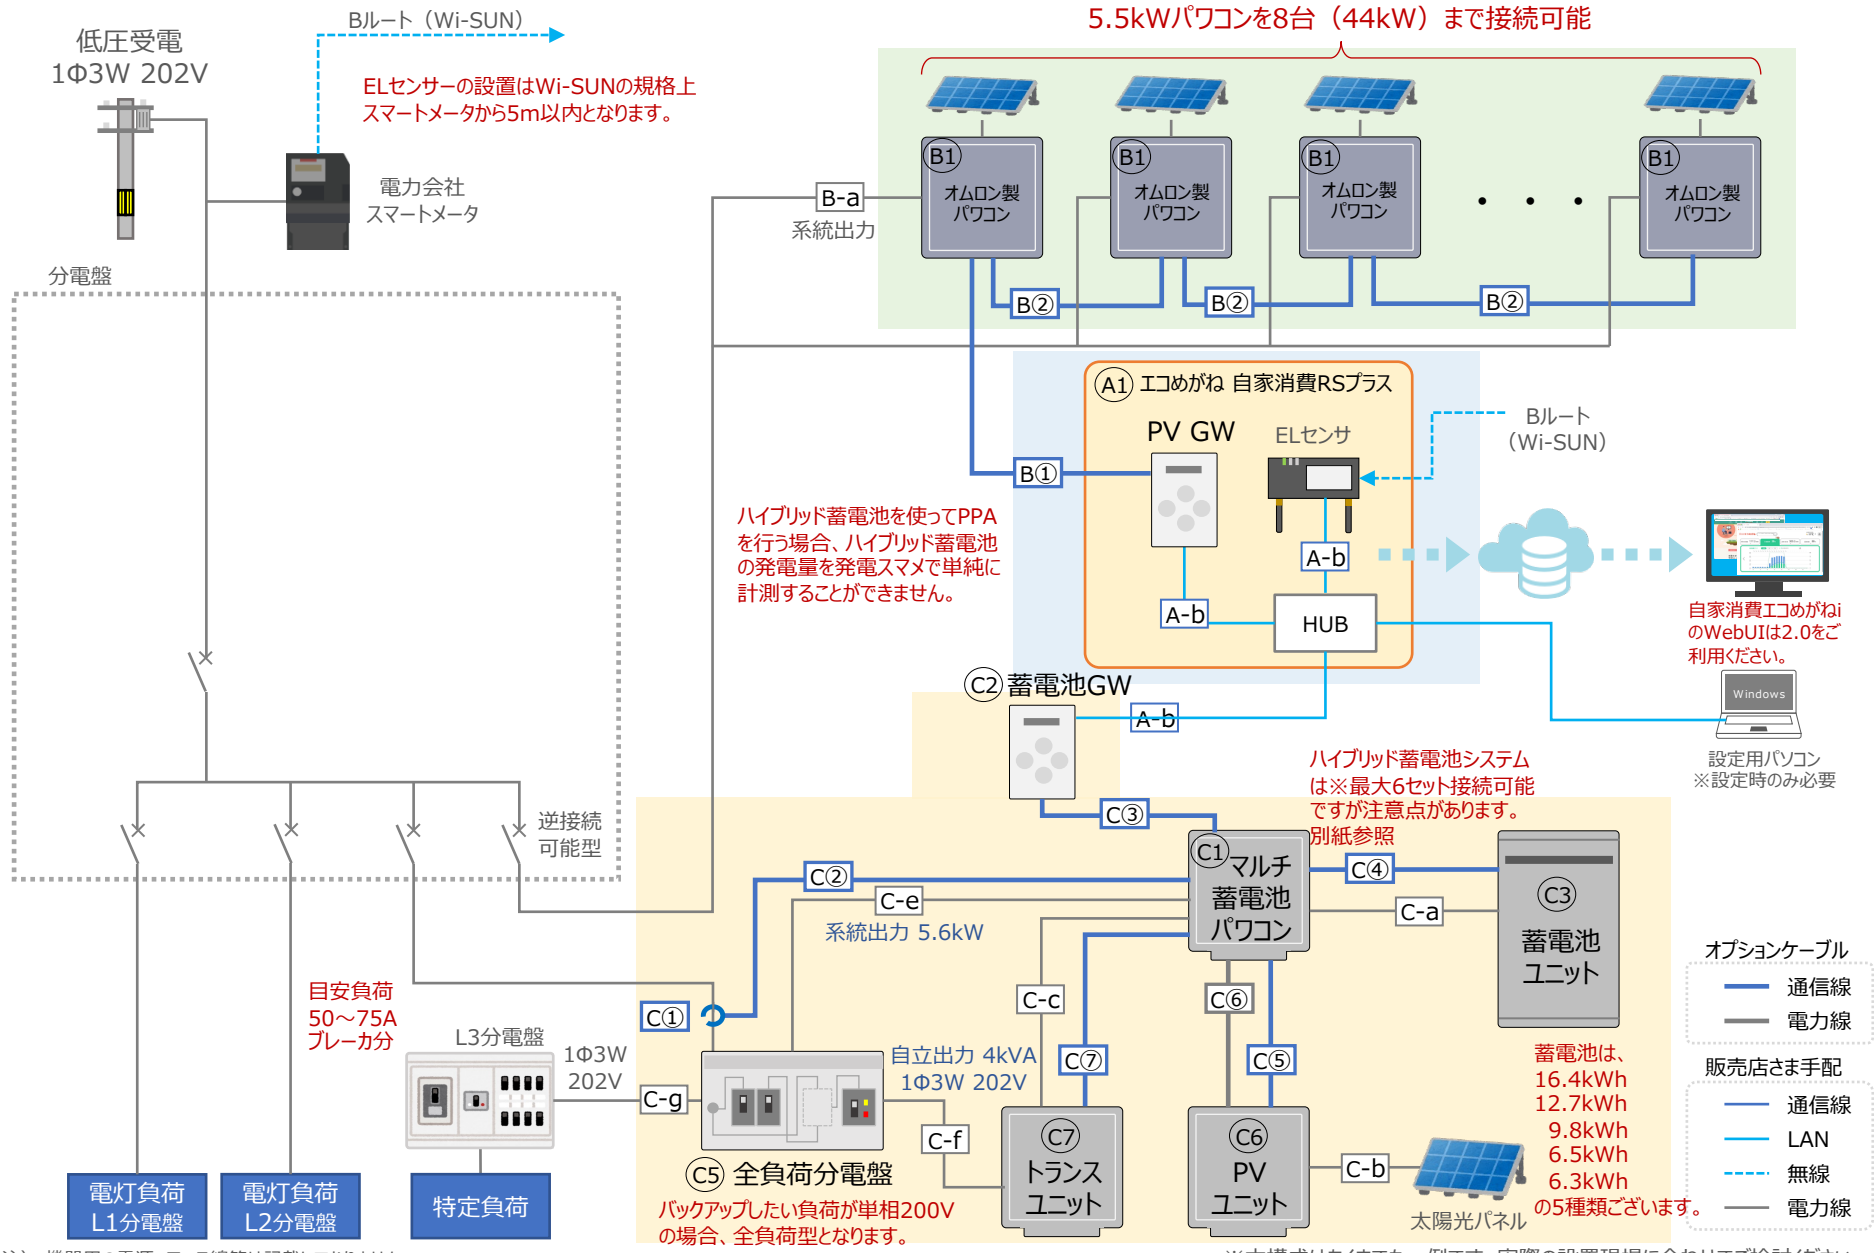 5.5kWパワコンを8台（44kW）まで接続可能
低圧受電
1Φ3W 202V
Bルート（Wi-SUN）
ELセンサーの設置はWi-SUNの規格上
スマートメータから5m以内となります。
電力会社
スマートメータ
分電盤
B-a
系統出力
B1
オムロン製
パワコン
B1
オムロン製
パワコン
B1
オムロン製
パワコン
・・・
B1
オムロン製
パワコン
B②
B②
B②
A1 エコめがね 自家消費RSプラス
PV GW
ELセンサ
Bルート
（Wi-SUN）
B①
A-b
A-b
HUB
ハイブリッド蓄電池を使ってPPA
を行う場合、ハイブリッド蓄電池
の発電量を発電スマメで単純に
計測することができません。
自家消費エコめがねi
のWebUIは2.0をご
利用ください。
Windows
設定用パソコン
※設定時のみ必要
C2 蓄電池GW
A-b
ハイブリッド蓄電池システム
は※最大6セット接続可能
ですが注意点があります。
別紙参照
逆接続
可能型
C③
C1
マルチ
蓄電池
パワコン
C②
C-e
系統出力 5.6kW
C④
C-a
C3
蓄電池
ユニット
C-c
C⑥
C①
C⑦
C⑤
目安負荷
50～75A
ブレーカ分
L3分電盤
1Φ3W
202V
C-g
自立出力 4kVA
1Φ3W 202V
C-f
C5 全負荷分電盤
バックアップしたい負荷が単相200V
の場合、全負荷型となります。
C7
トランス
ユニット
C6
PV
ユニット
C-b
太陽光パネル
蓄電池は、
16.4kWh
12.7kWh
9.8kWh
6.5kWh
6.3kWh
の5種類ございます。
電灯負荷
L1分電盤
電灯負荷
L2分電盤
特定負荷
オプションケーブル
通信線
電力線
販売店さま手配
通信線
LAN
無線
電力線